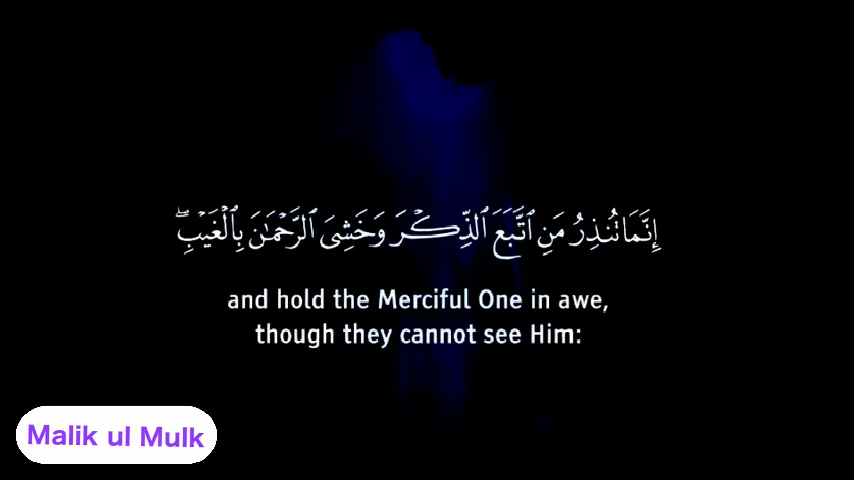 إِنَّمَا تُنذِرُ مَنِ ٱتَّبَعَ ٱلذِّكْرَ وَخَشِىَ ٱلرَّحْمَـٰنَ بِٱلْغَيْبِ ۖ
and hold the Merciful One in awe,
though they cannot see Him:
Malik ul Mulk